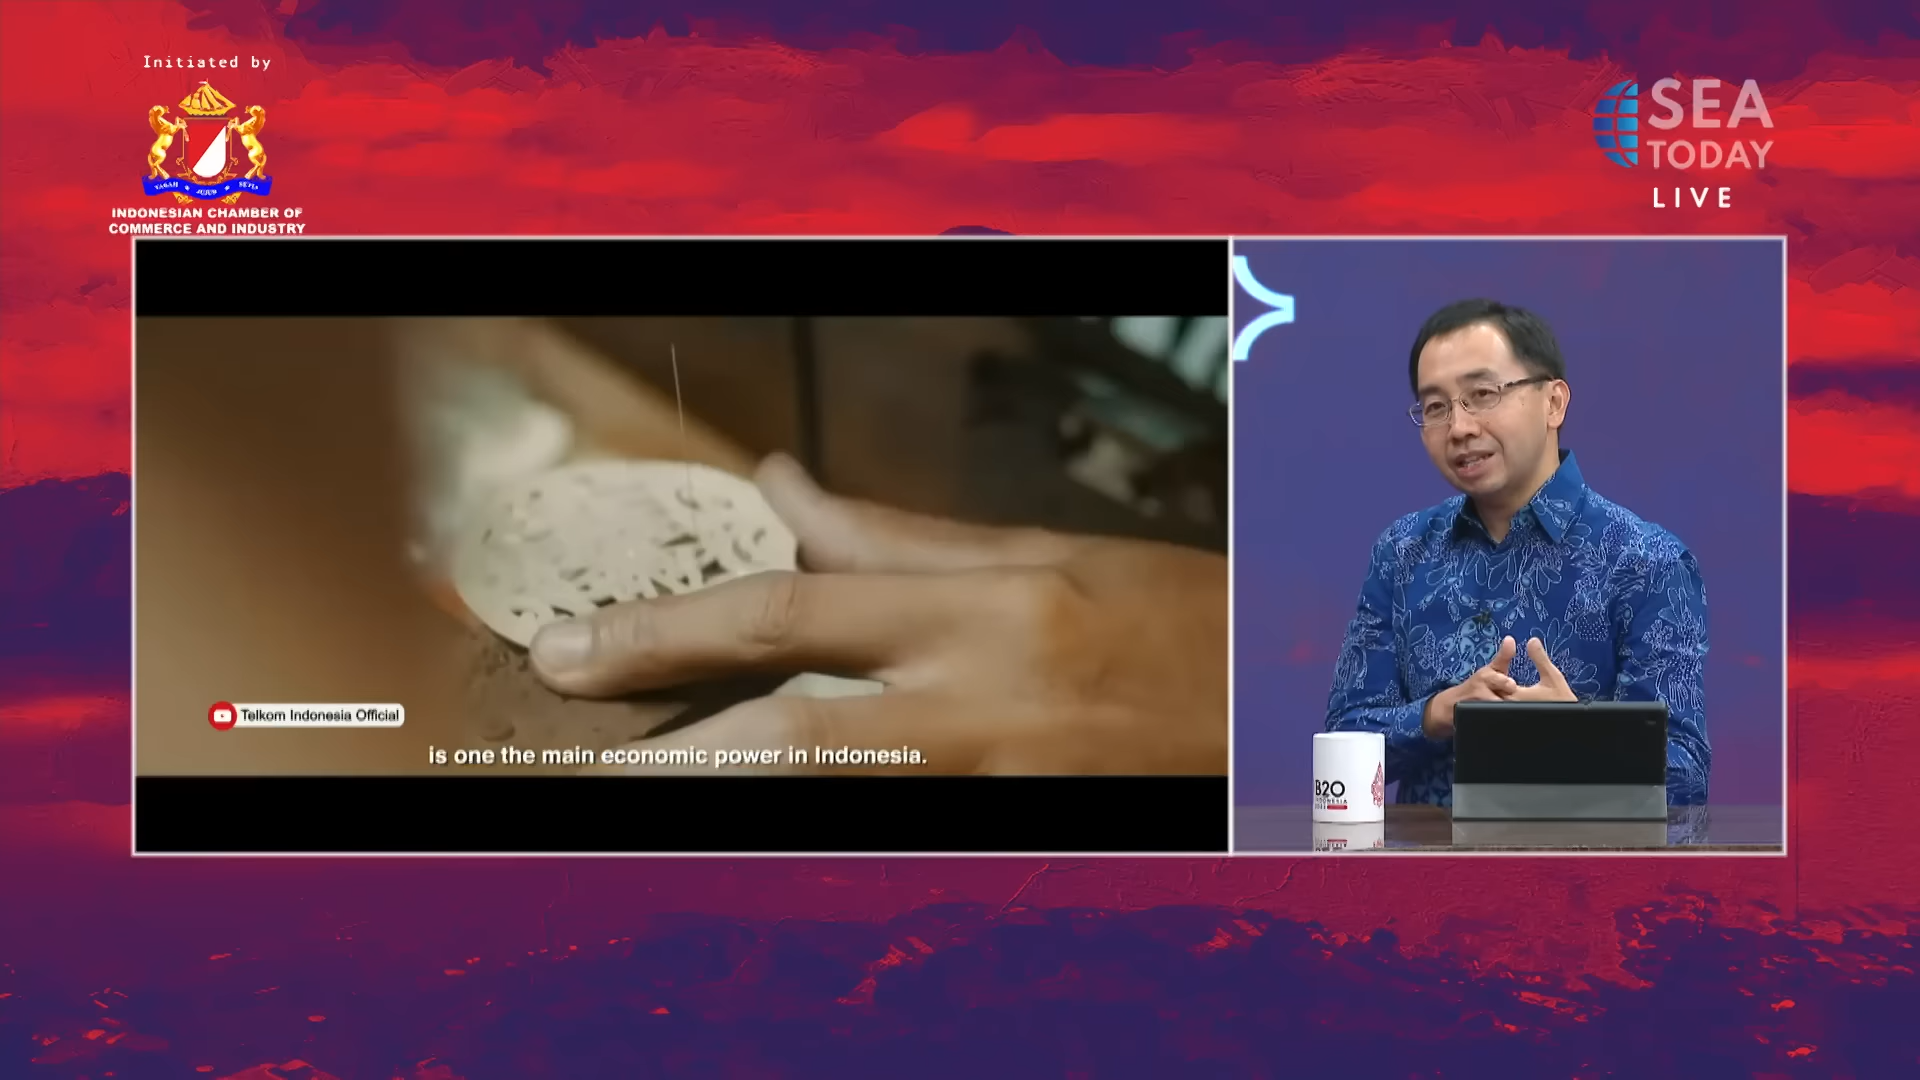 Initiated by
INDONESIAN CHAMBER OF
COMMERCE AND INDUSTRY
SEA
TODAY
LIVE
Telkom Indonesia Official
is one the main economic power in Indonesia.
B20
INDONESIA